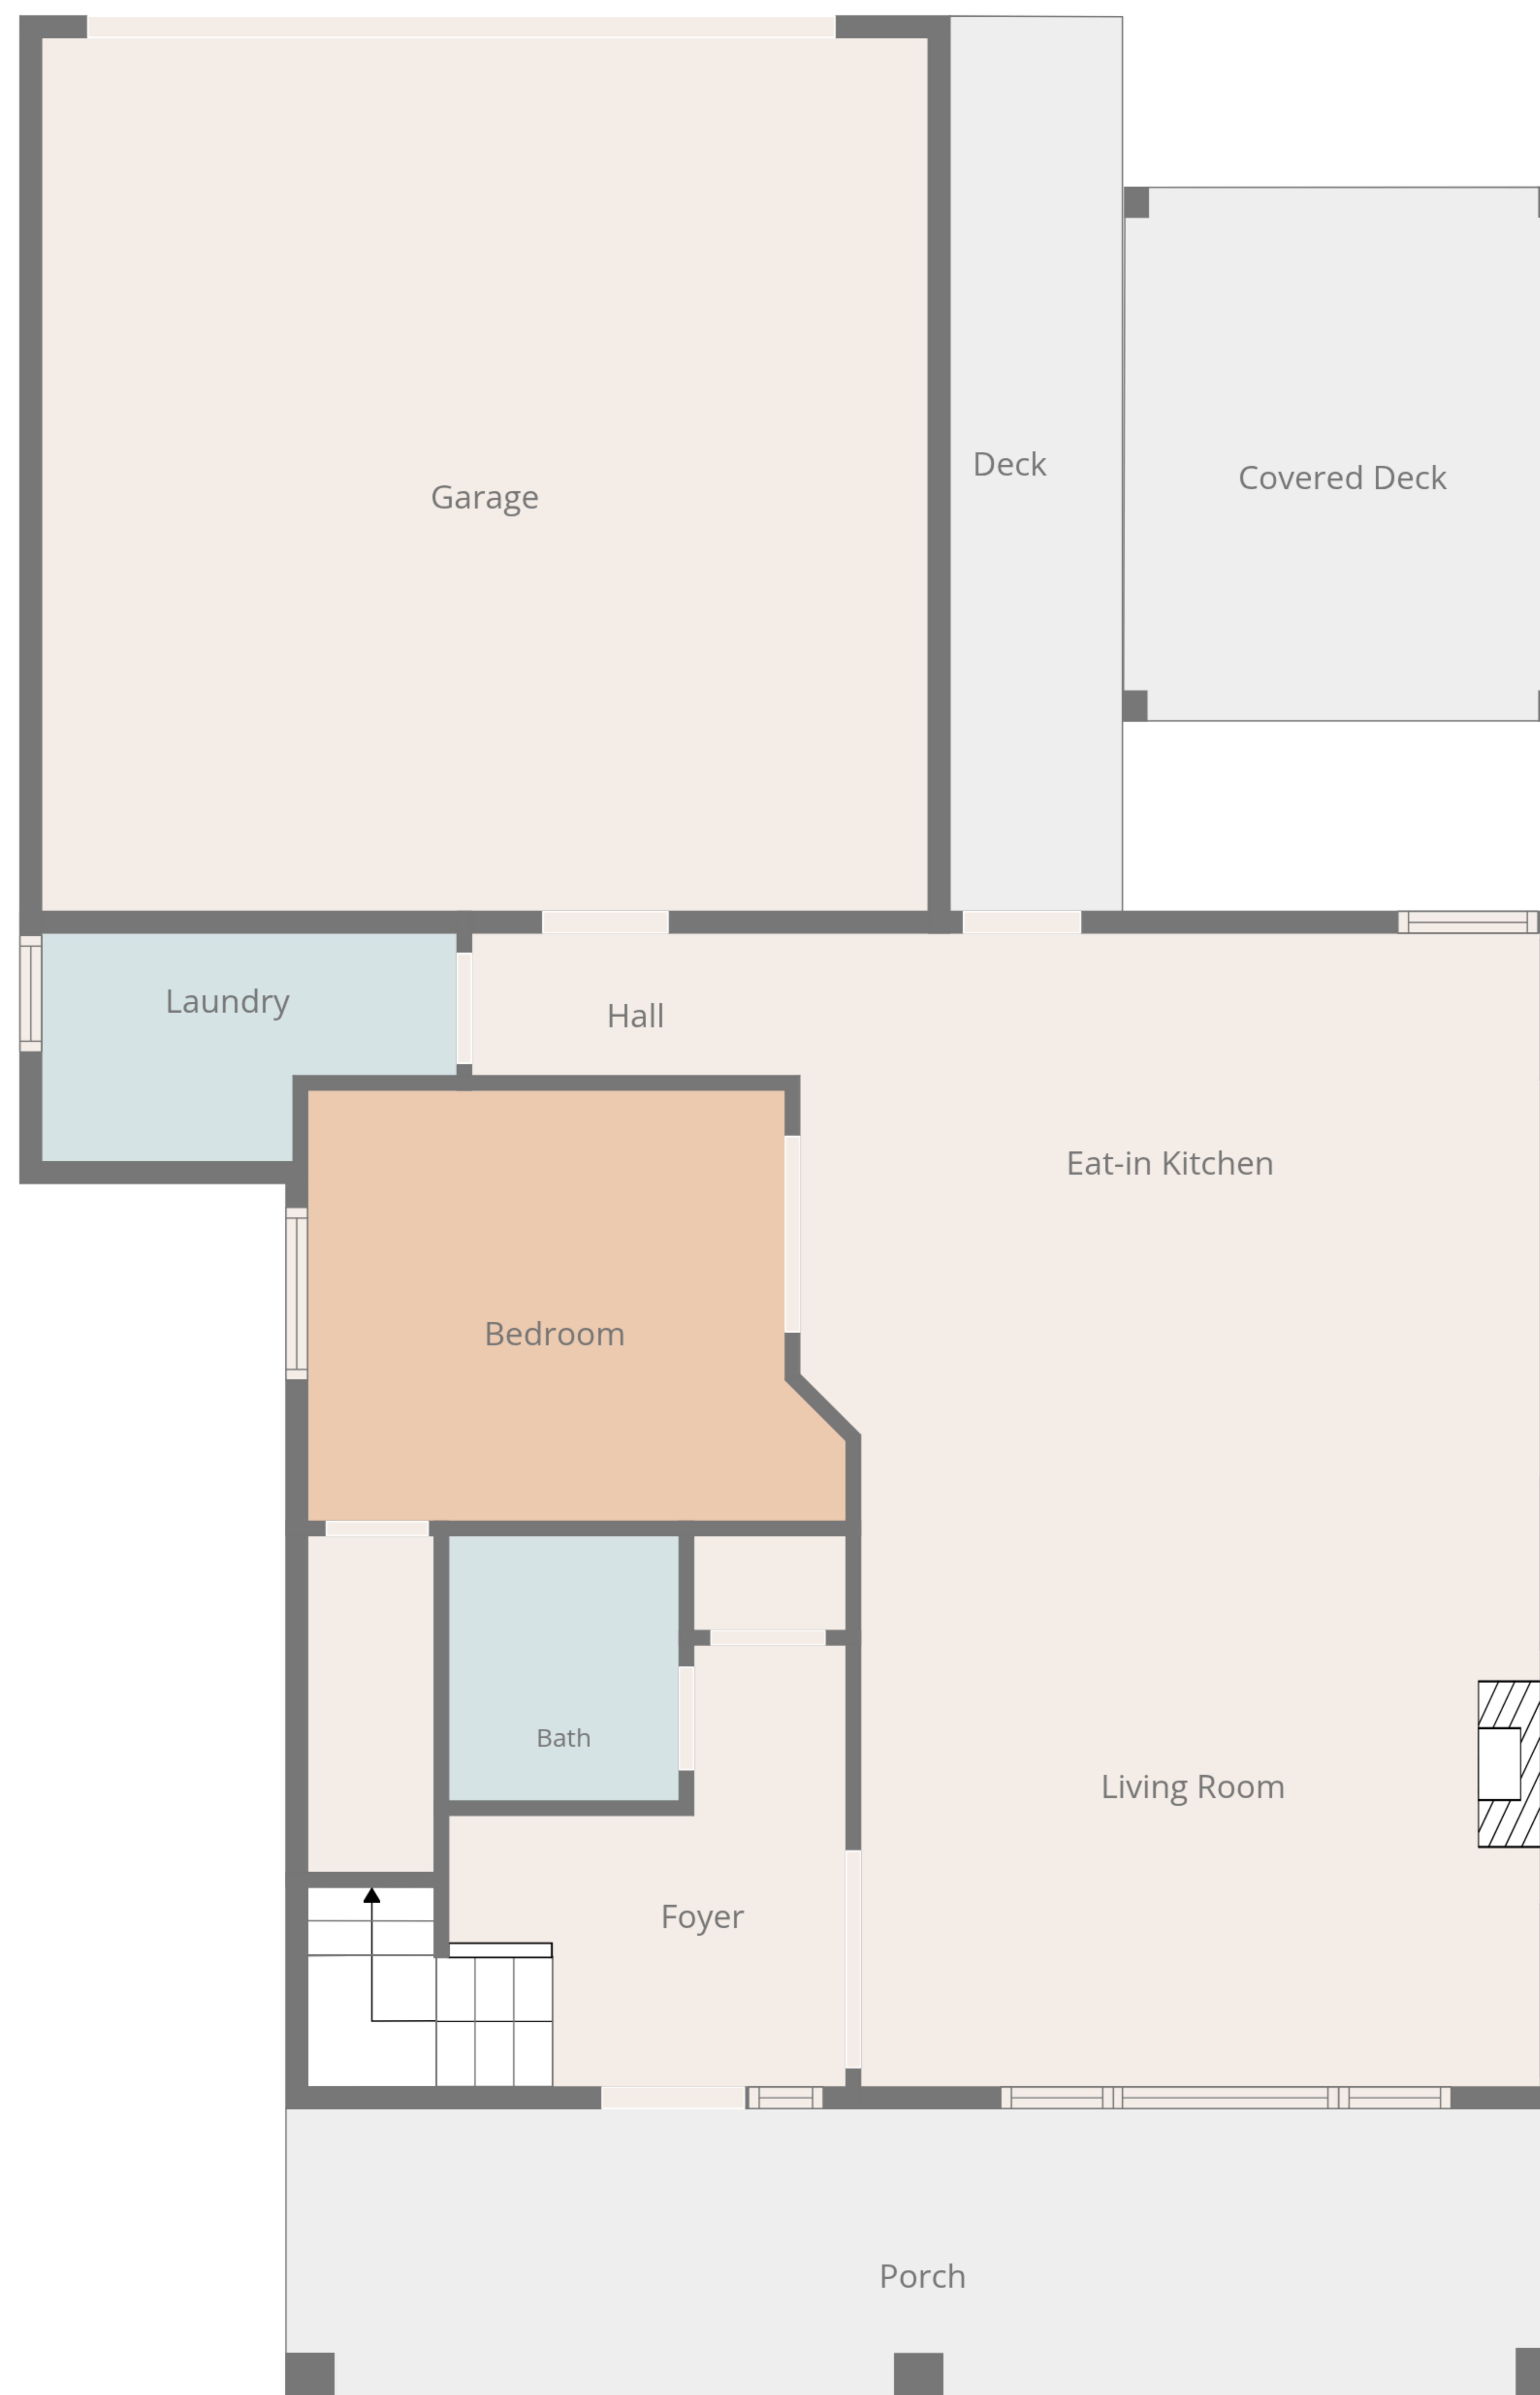 Deck
Covered Deck
Garage
Laundry
Hall
Eat-in Kitchen
Bedroom
Bath
Living Room
Foyer
Porch